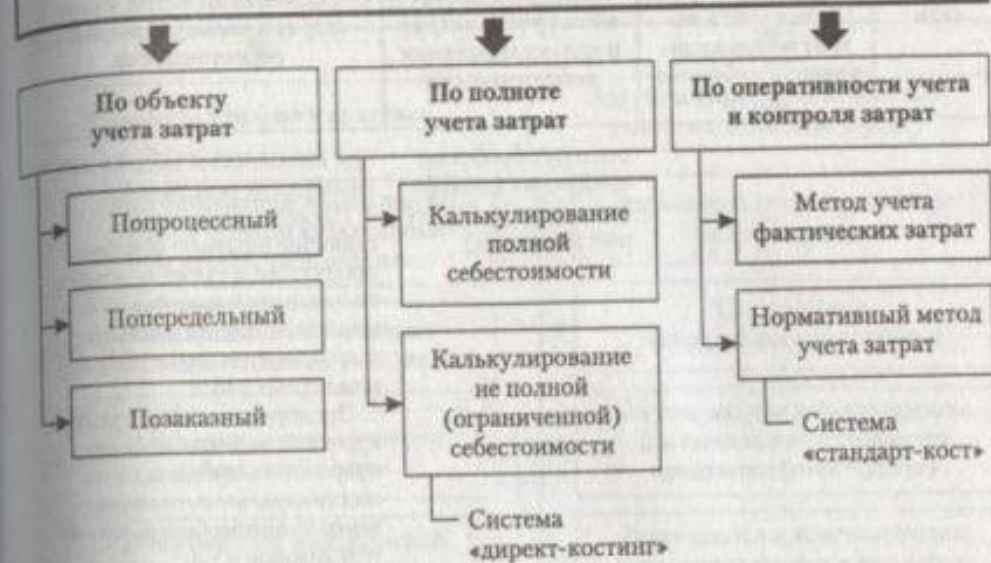 По объекту
учета затрат
Попроцессный
Попередельный
Позаказный
По полноте
учета затрат
Калькулирование
полной
себестоимости
Калькулирование
не полной
(ограниченной)
себестоимости
Система
«директ-костинг»
По оперативности учета
и контроля затрат
Метод учета
фактических затрат
Нормативный метод
учета затрат
Система
«стандарт-кост»